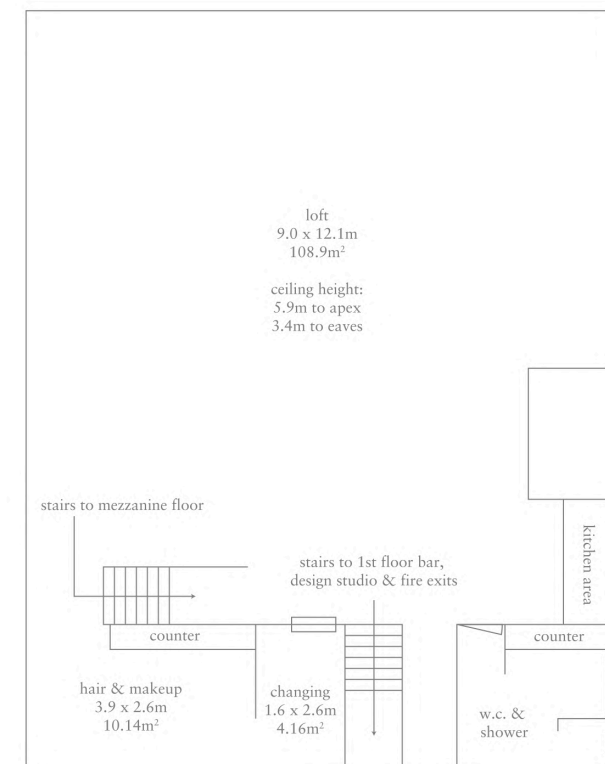 loft
9.0 x 12.1m
108.9m²
ceiling height:
5.9m to apex
3.4m to eaves
stairs to mezzanine floor
stairs to 1st floor bar,
design studio & fire exits
kitchen area
counter
counter
hair & makeup
3.9 x 2.6m
10.14m²
changing
1.6 x 2.6m
4.16m²
w.c. &
shower